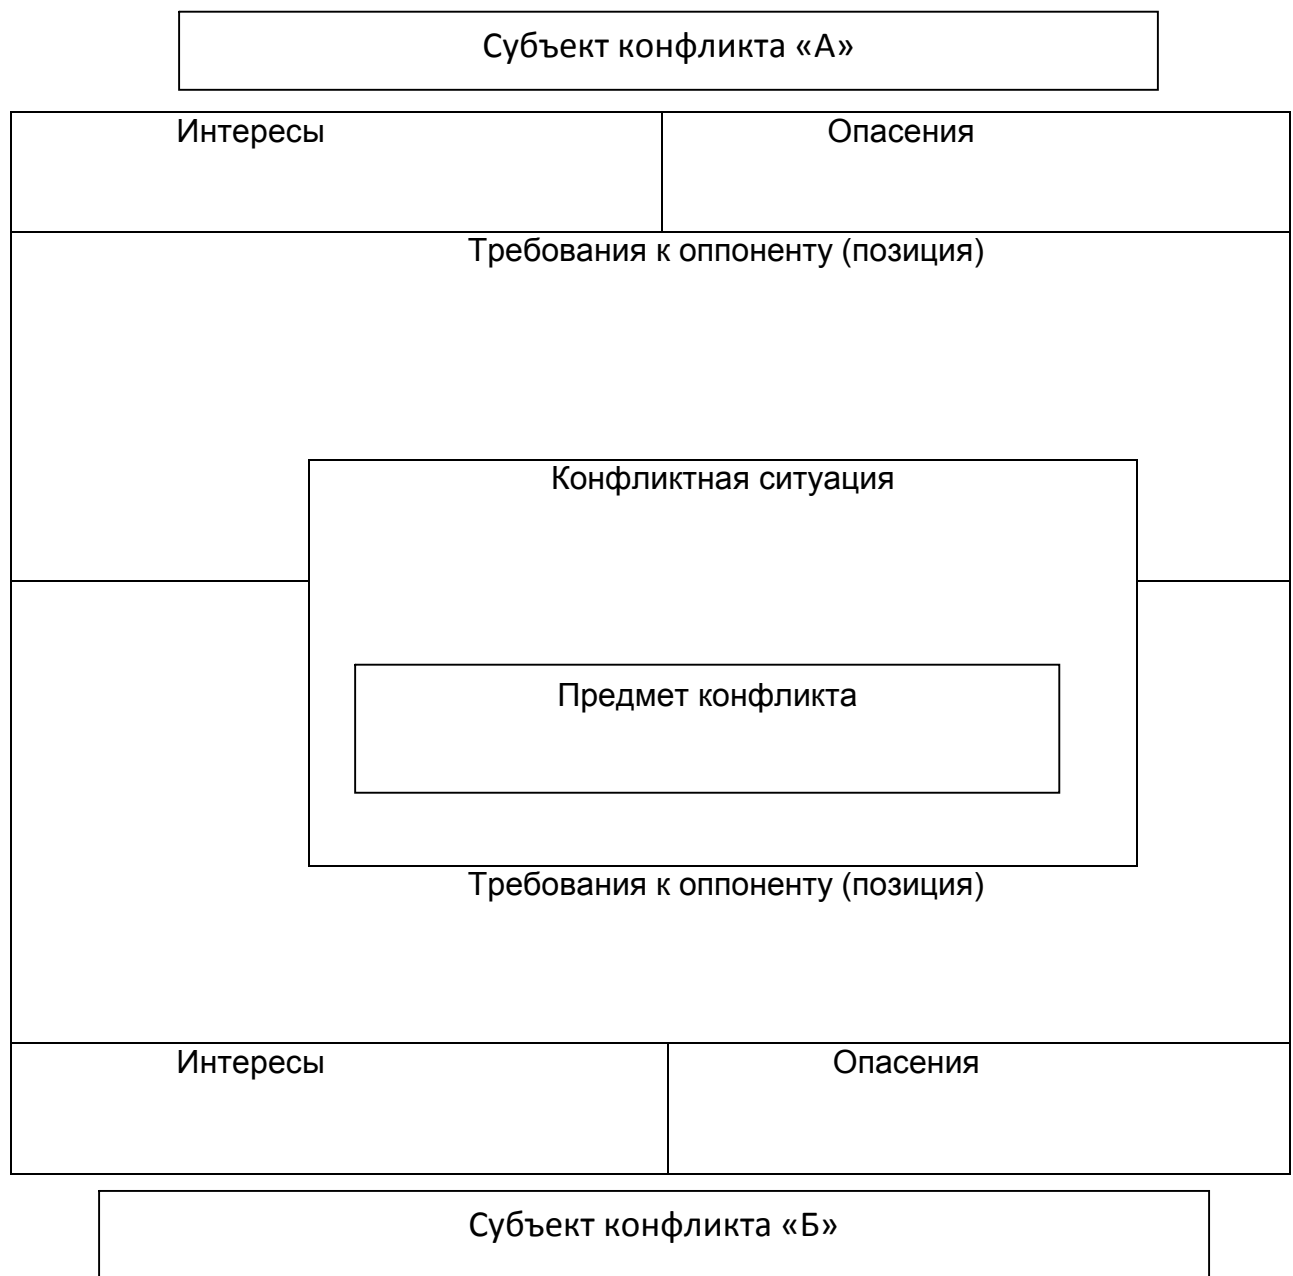 Субъект конфликта «А»
Интересы
Опасения
Требования к оппоненту (позиция)
Конфликтная ситуация
Предмет конфликта
Требования к оппоненту (позиция)
Интересы
Опасения
Субъект конфликта «Б»